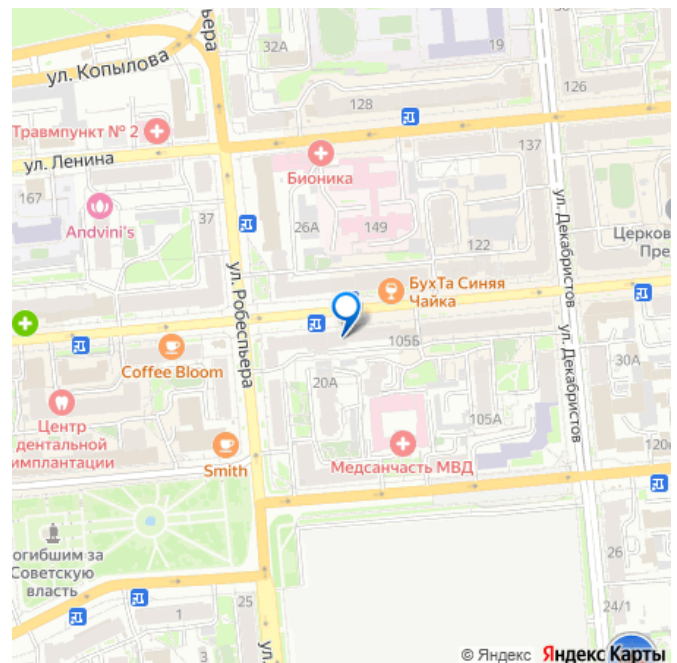 ьера
32А
19
ул. Копылова
126
128
Травмпункт № 2
137
ул. Ленина
Бионика
167
ул. Декабристов
Andvini's
37
26А
149
Церков
Пре
122
ул. Робеспьера
БухТа Синяя
Чайка
105Б
Coffee Bloom
ул. Декабристов
30А
20А
Центр
дентальной
имплантации
105А
120
Smith
Медсанчасть МВД
огибшим за
Советскую
власть
26
1
25
24/1
ул.
© Яндекс Яндекс Карты